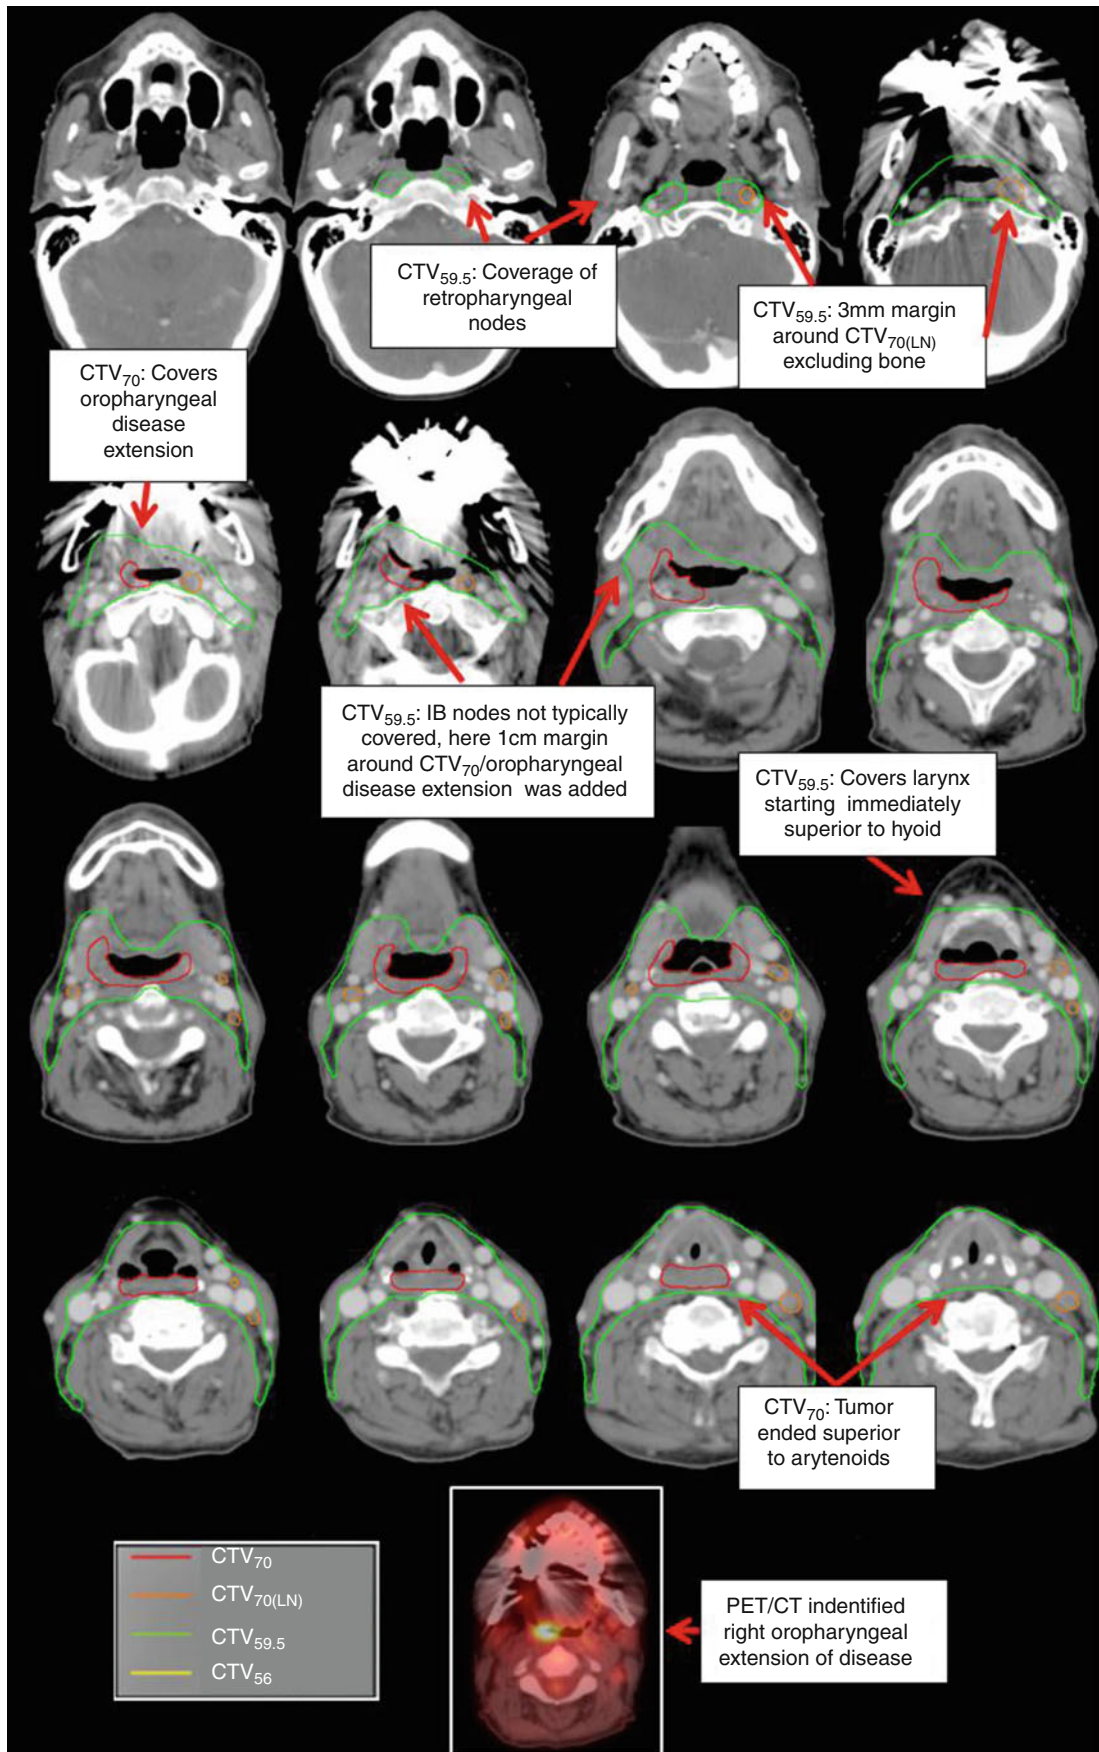 CTV59.5: Coverage of
retropharyngeal
nodes
CTV59.5: 3mm margin
around CTV70(LN)
excluding bone
CTV70: Covers
oropharyngeal
disease
extension
CTV59.5: IB nodes not typically
covered, here 1cm margin
around CTV70/oropharyngeal
disease extension was added
CTV59.5: Covers larynx
starting immediately
superior to hyoid
CTV70: Tumor
ended superior
to arytenoids
CTV70
CTV70(LN)
CTV59.5
CTV56
PET/CT indentified
right oropharyngeal
extension of disease